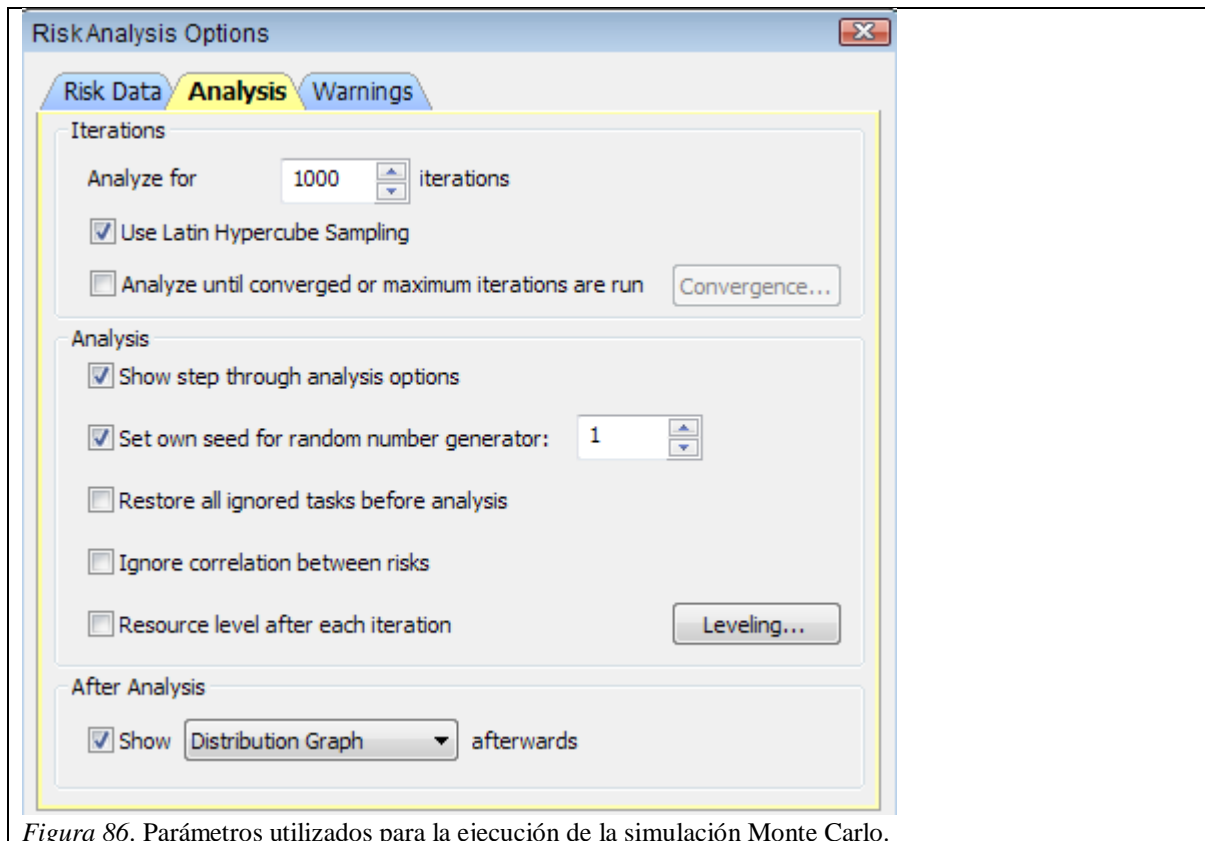 Risk Analysis Options
Risk Data Analysis Warnings
Iterations
Analyze for 1000 iterations
Use Latin Hypercube Sampling
Analyze until converged or maximum iterations are run Convergence...
Analysis
Show step through analysis options
Set own seed for random number generator: 1
Restore all ignored tasks before analysis
Ignore correlation between risks
Resource level after each iteration Leveling...
After Analysis
Show Distribution Graph afterwards
Figura 86. Parámetros utilizados para la ejecución de la simulación Monte Carlo.